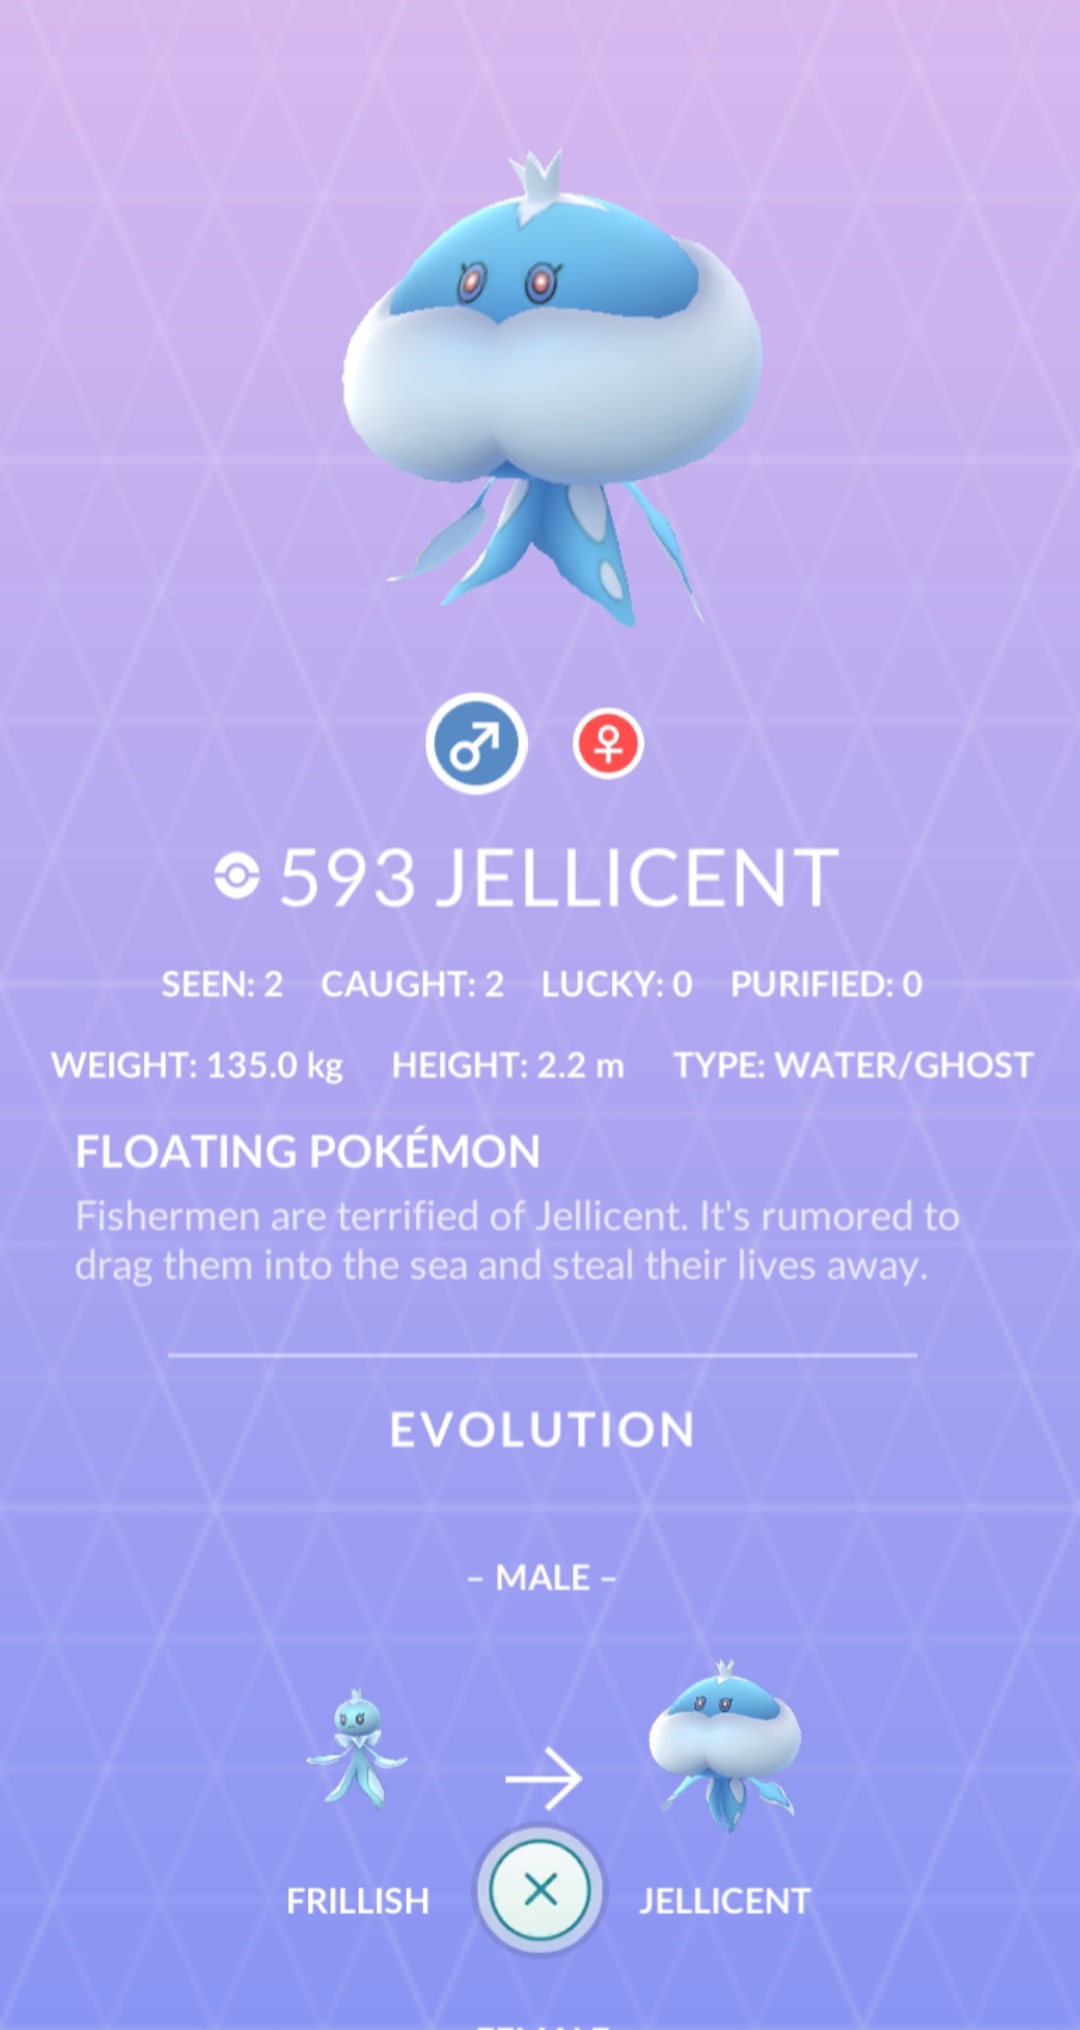 593 JELLICENT
SEEN: 2 CAUGHT: 2 LUCKY: 0 PURIFIED: 0
WEIGHT: 135.0 kg HEIGHT: 2.2 m TYPE: WATER/GHOST
FLOATING POKÉMON
Fishermen are terrified of Jellicent. It's rumored to
drag them into the sea and steal their lives away.
EVOLUTION
– MALE –
FRILLISH JELLICENT